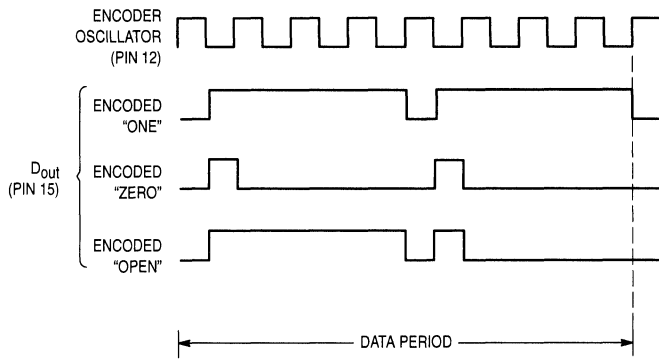 ENCODER
OSCILLATOR
(PIN 12)
ENCODED
“ONE”
Dout
(PIN 15)
ENCODED
“ZERO”
ENCODED
“OPEN”
DATA PERIOD